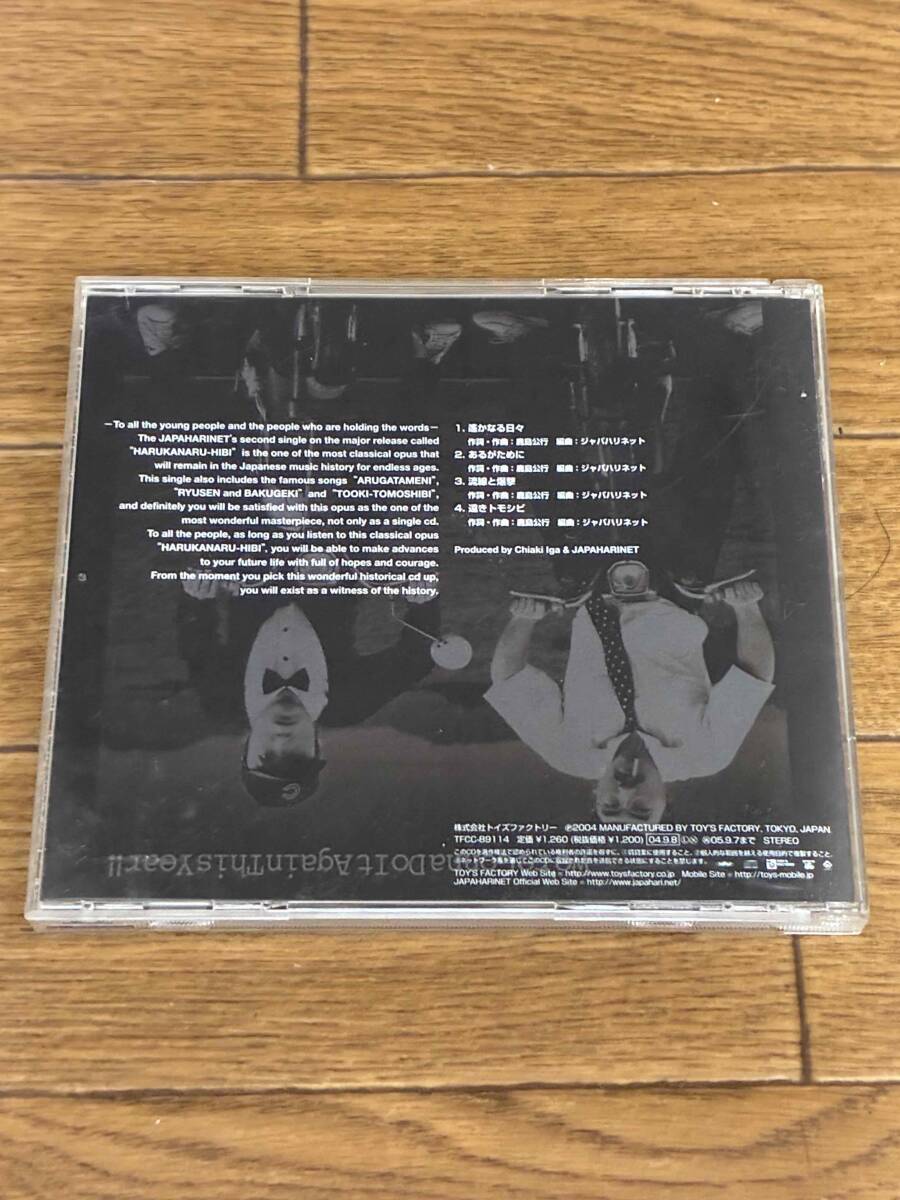 −To all the young people and the people who are holding the words−
The JAPAHARINET's second single on the major release called
"HARUKANARU-HIBI" is the one of the most classical opus that
will remain in the Japanese music history for endless ages.
This single also includes the famous songs "ARUGATAMENI",
"RYUSEN and BAKUGEKI" and "TOOKI-TOMOSHIBI",
and definitely you will be satisfied with this opus as the one of the
most wonderful masterpiece, not only as a single cd.
To all the people, as long as you listen to this classical opus
"HARUKANARU-HIBI", you will be able to make advances
to your future life with full of hopes and courage.
From the moment you pick this wonderful historical cd up,
you will exist as a witness of the history.
1.遥かなる日々
作詞・作曲：鹿島公行 編曲：ジャパハリネット
2. あるがために
作詞・作曲：鹿島公行 編曲：ジャパハリネット
3. 流線と爆撃
作詞・作曲：鹿島公行 編曲：ジャパハリネット
4. 遠きトモシビ
作詞・作曲：鹿島公行 編曲：ジャパハリネット
Produced by Chiaki Iga & JAPAHARINET
株式会社トイズファクトリー ℗2004 MANUFACTURED BY TOY'S FACTORY, TOKYO, JAPAN.
TFCC-89114 定価 ¥1,260 (税抜価格 ¥1,200) 04.9.8 05.9.7まで STEREO
TOY'S FACTORY Web Site = http://www.toysfactory.co.jp Mobile Site = http://toys-mobile.jp
JAPAHARINET Official Web Site = http://www.japahari.net/
DoItAgainThisYear!!